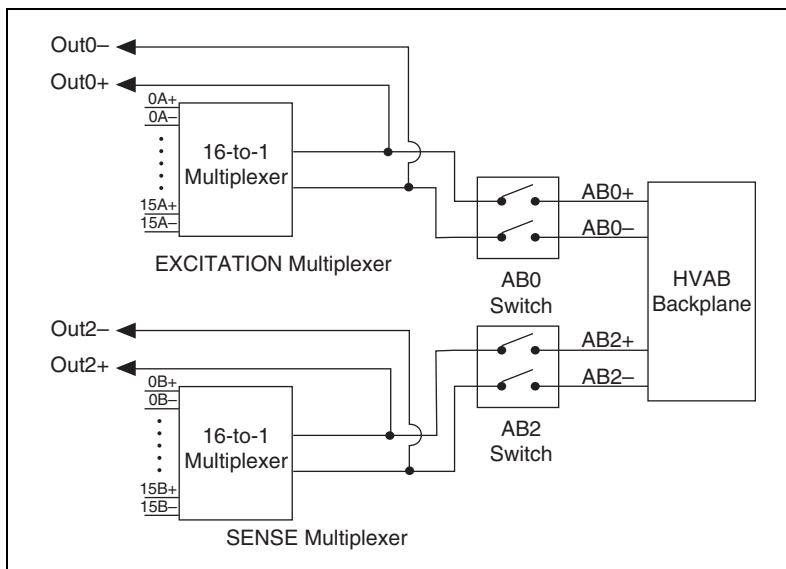 Out0–
Out0+
0A+
0A–
16-to-1
Multiplexer
15A+
15A–
EXCITATION Multiplexer
AB0+
AB0–
AB0
Switch
HVAB
Backplane
Out2–
Out2+
0B+
0B–
16-to-1
Multiplexer
15B+
15B–
SENSE Multiplexer
AB2+
AB2–
AB2
Switch